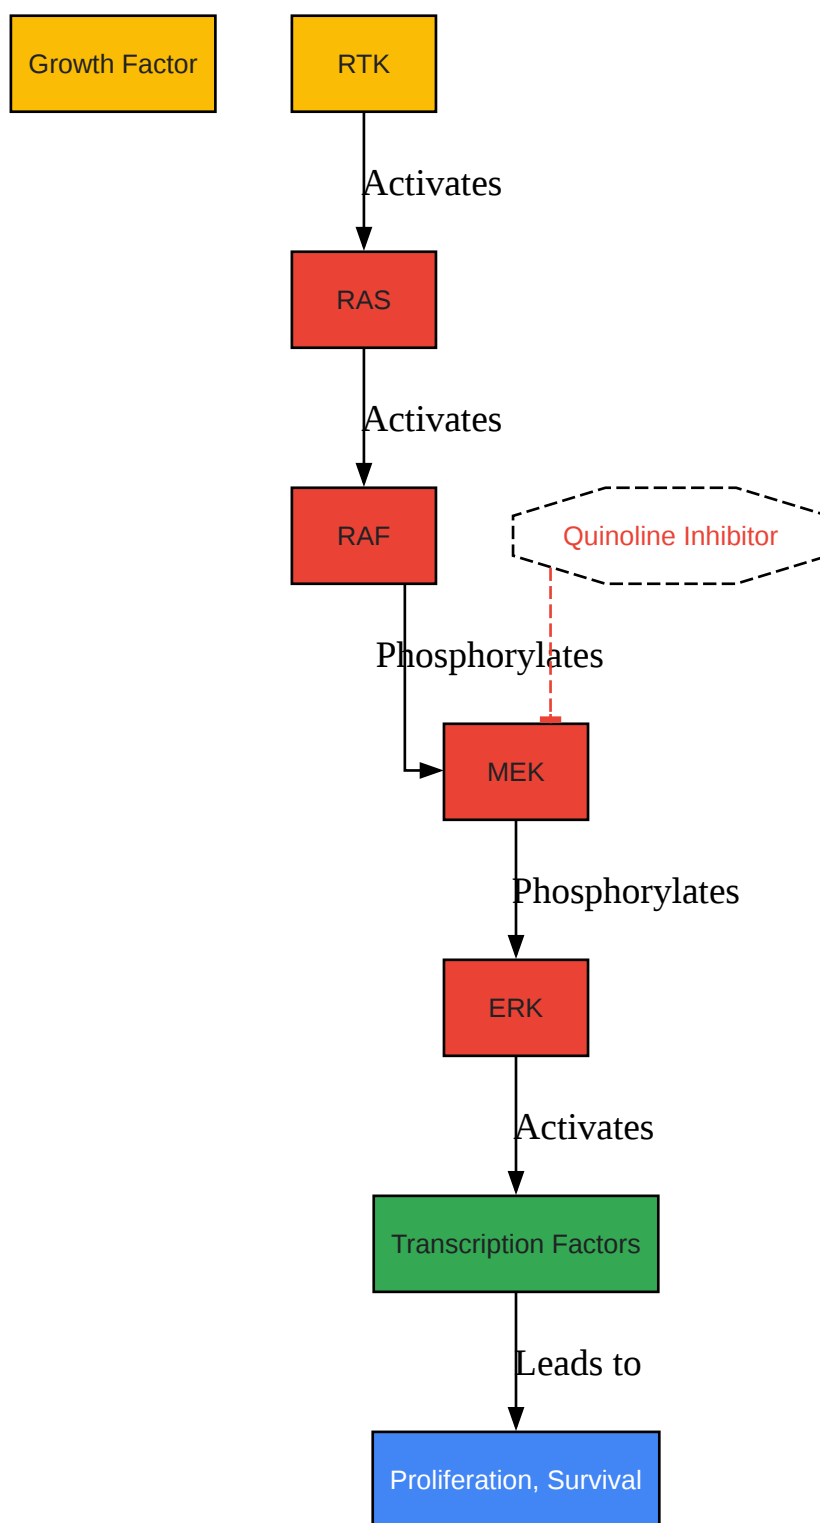 Growth Factor
RTK
Activates
RAS
Activates
RAF
Quinoline Inhibitor
Phosphorylates
MEK
Phosphorylates
ERK
Activates
Transcription Factors
Leads to
Proliferation, Survival